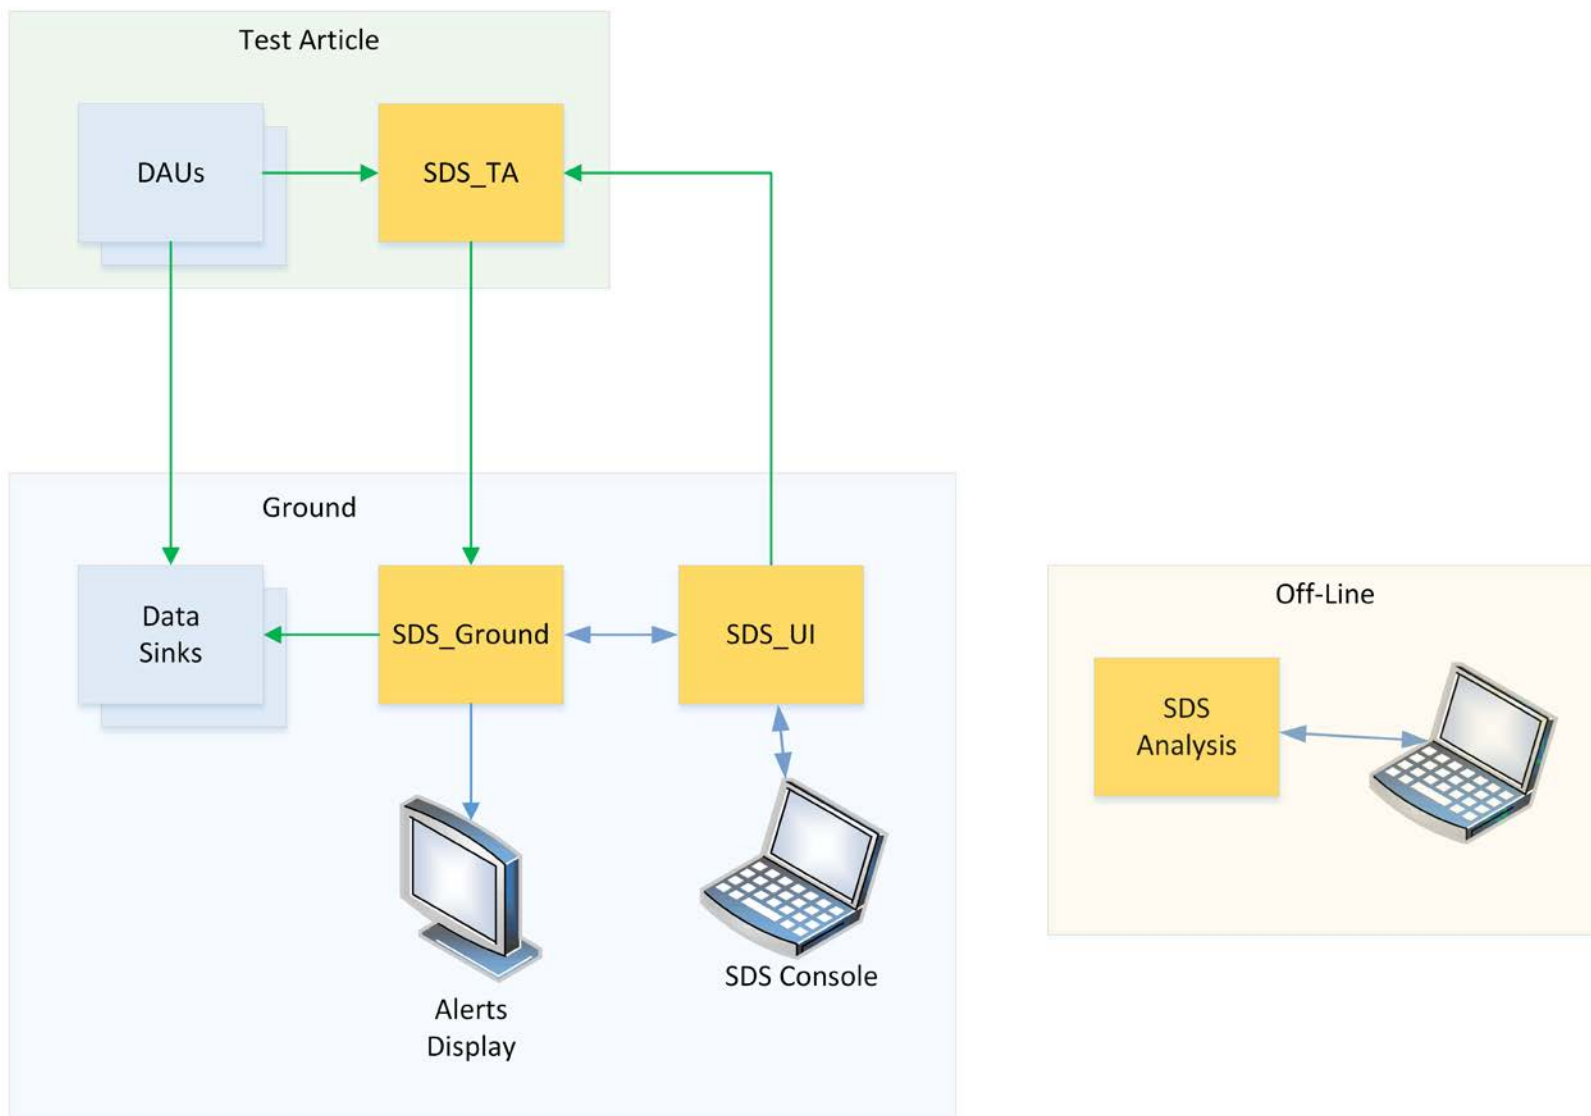 Test Article
DAUs
SDS_TA
Ground
Data
Sinks
SDS_Ground
SDS_UI
Alerts
Display
SDS Console
Off-Line
SDS
Analysis